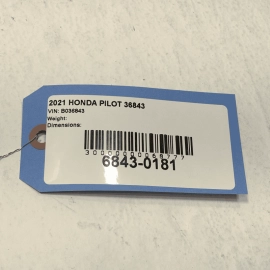 2021 HONDA PILOT 36843
VIN: B036843
Weight:
Dimensions:
6843-0181